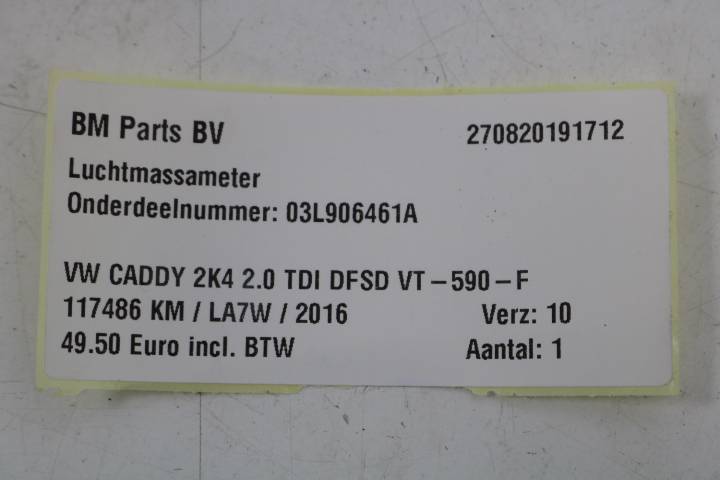 BM Parts BV 270820191712
Luchtmassameter
Onderdeelnummer: 03L906461A
VW CADDY 2K4 2.0 TDI DFSD VT-590-F
117486 KM / LA7W / 2016 Verz: 10
49.50 Euro incl. BTW Aantal: 1